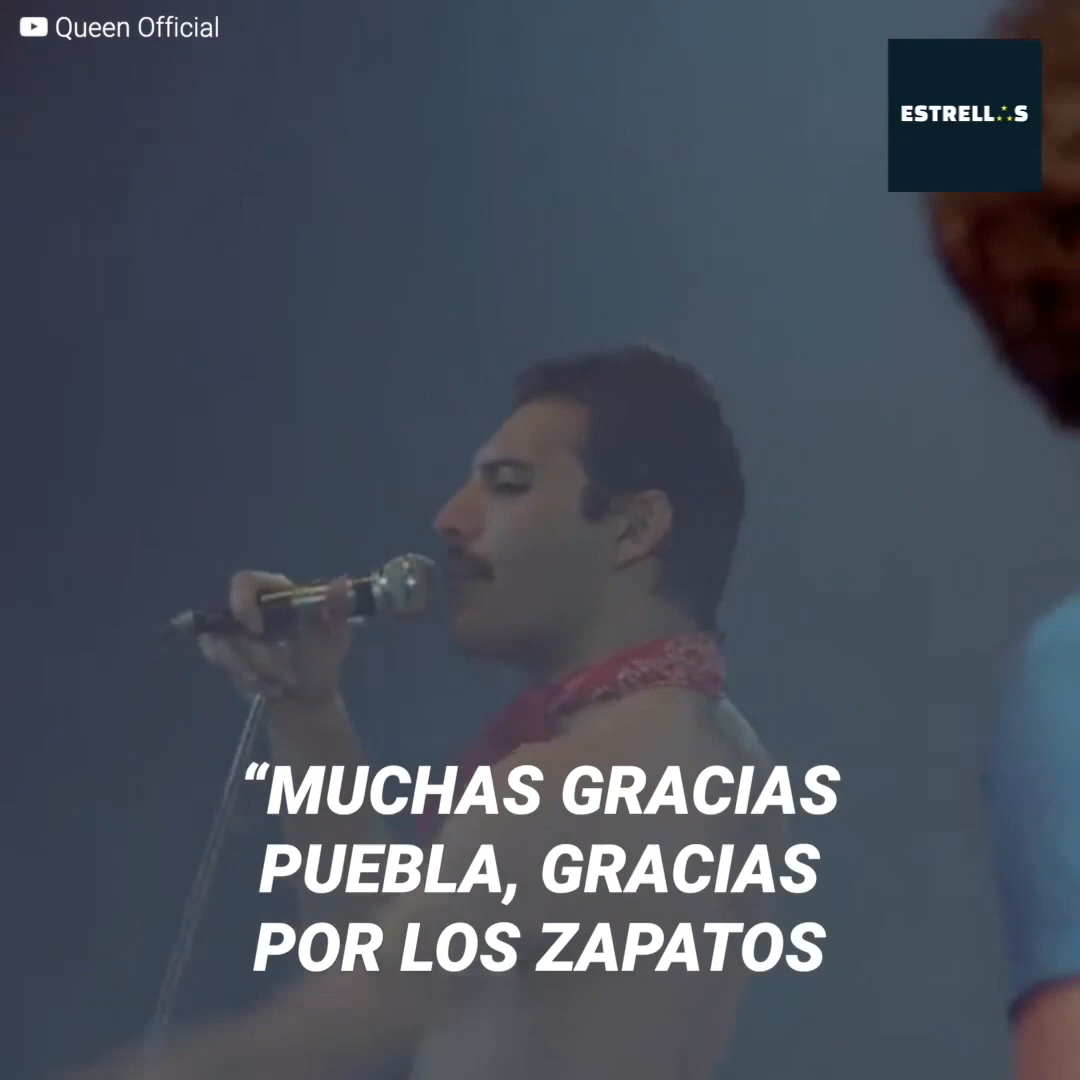 Queen Official
ESTRELLAS
“MUCHAS GRACIAS
PUEBLA, GRACIAS
POR LOS ZAPATOS